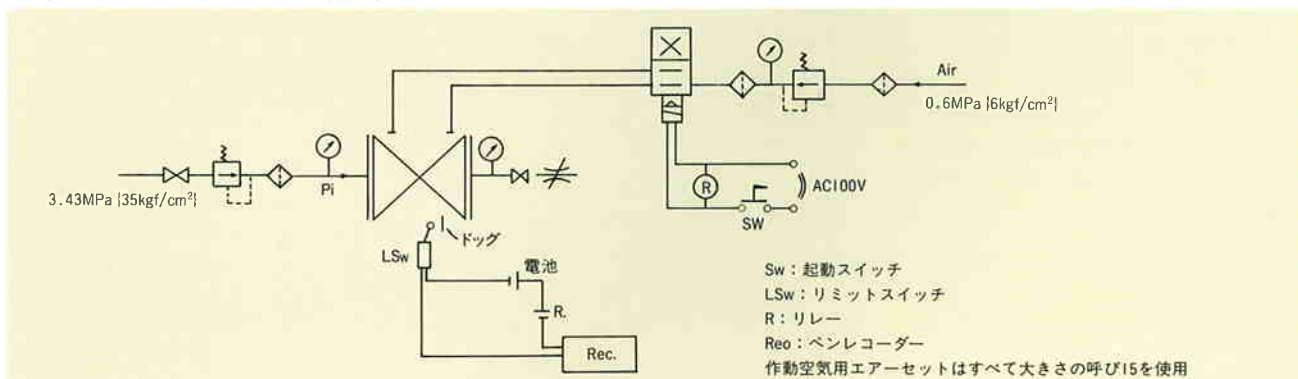 Air
0.6MPa {6kgf/cm²}
Pi
3.43MPa {35kgf/cm²}
R
AC100V
SW
ドッグ
LSw
電池
R.
Rec.
Sw：起動スイッチ
LSw：リミットスイッチ
R：リレー
Reo：ペンレコーダー
作動空気用エアーセットはすべて大きさの呼び15を使用